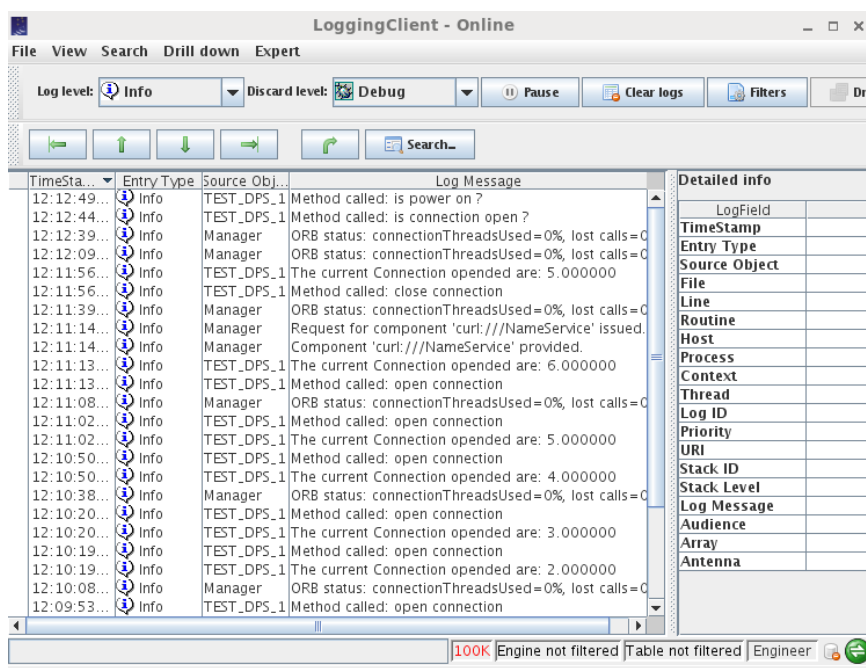 LoggingClient - Online
File View Search Drill down Expert
Log level: Info Discard level: Debug Pause Clear logs Filters Dr
Search...
TimeSta... Entry Type Source Obj... Log Message
12:12:49... Info TEST_DPS_1 Method called: is power on ?
12:12:44... Info TEST_DPS_1 Method called: is connection open ?
12:12:39... Info Manager ORB status: connectionThreadsUsed=0%, lost calls=0
12:12:09... Info Manager ORB status: connectionThreadsUsed=0%, lost calls=0
12:11:56... Info TEST_DPS_1 The current Connection opended are: 5.000000
12:11:56... Info TEST_DPS_1 Method called: close connection
12:11:39... Info Manager ORB status: connectionThreadsUsed=0%, lost calls=0
12:11:14... Info Manager Request for component 'curl:///NameService' issued.
12:11:14... Info Manager Component 'curl:///NameService' provided.
12:11:13... Info TEST_DPS_1 The current Connection opended are: 6.000000
12:11:13... Info TEST_DPS_1 Method called: open connection
12:11:08... Info Manager ORB status: connectionThreadsUsed=0%, lost calls=0
12:11:02... Info TEST_DPS_1 Method called: open connection
12:11:02... Info TEST_DPS_1 The current Connection opended are: 5.000000
12:10:50... Info TEST_DPS_1 Method called: open connection
12:10:50... Info TEST_DPS_1 The current Connection opended are: 4.000000
12:10:38... Info Manager ORB status: connectionThreadsUsed=0%, lost calls=0
12:10:20... Info TEST_DPS_1 Method called: open connection
12:10:20... Info TEST_DPS_1 The current Connection opended are: 3.000000
12:10:19... Info TEST_DPS_1 Method called: open connection
12:10:19... Info TEST_DPS_1 The current Connection opended are: 2.000000
12:10:08... Info Manager ORB status: connectionThreadsUsed=0%, lost calls=0
12:09:53... Info TEST_DPS_1 Method called: open connection
Detailed info
LogField
TimeStamp
Entry Type
Source Object
File
Line
Routine
Host
Process
Context
Thread
Log ID
Priority
URI
Stack ID
Stack Level
Log Message
Audience
Array
Antenna
100K Engine not filtered Table not filtered Engineer